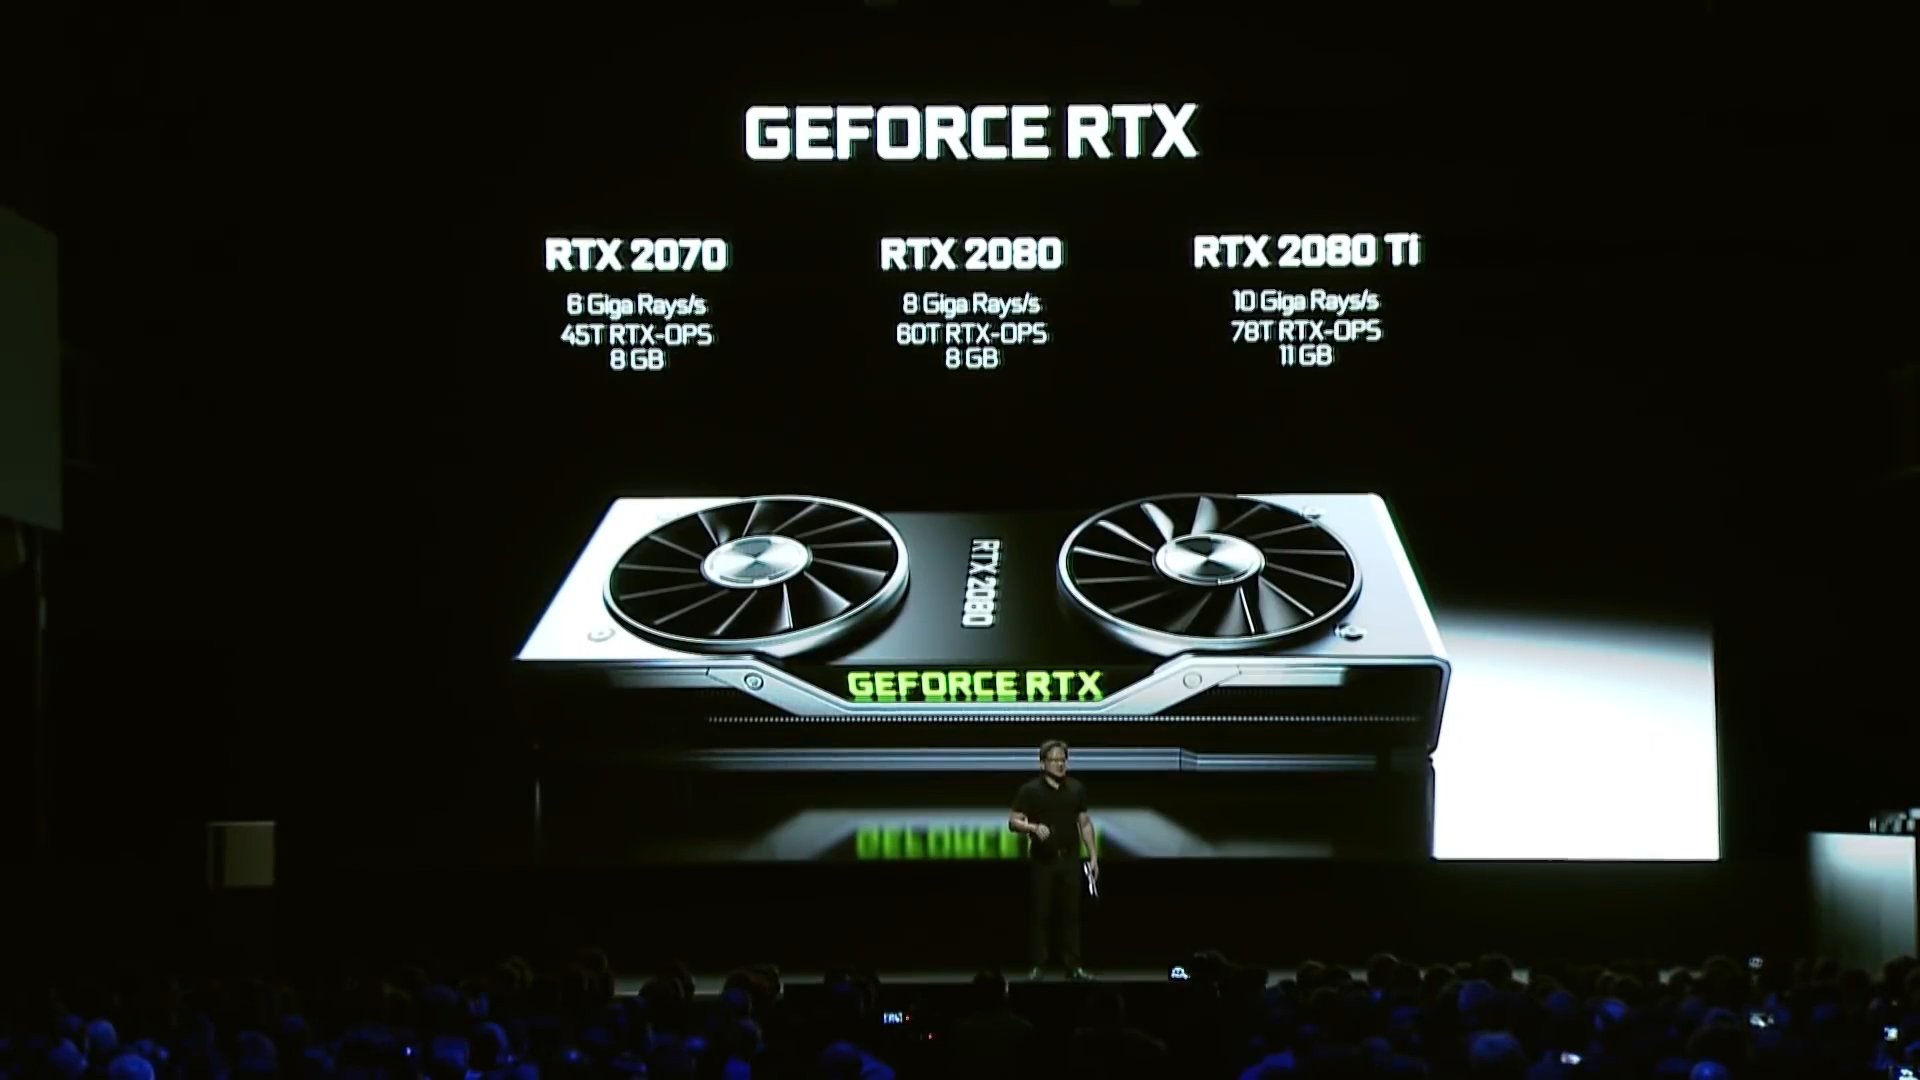 GEFORCE RTX
RTX 2070
6 Giga Rays/s
45T RTX-OPS
8 GB
RTX 2080
8 Giga Rays/s
60T RTX-OPS
8 GB
RTX 2080 Ti
10 Giga Rays/s
78T RTX-OPS
11 GB
RTX 2080
GEFORCE RTX